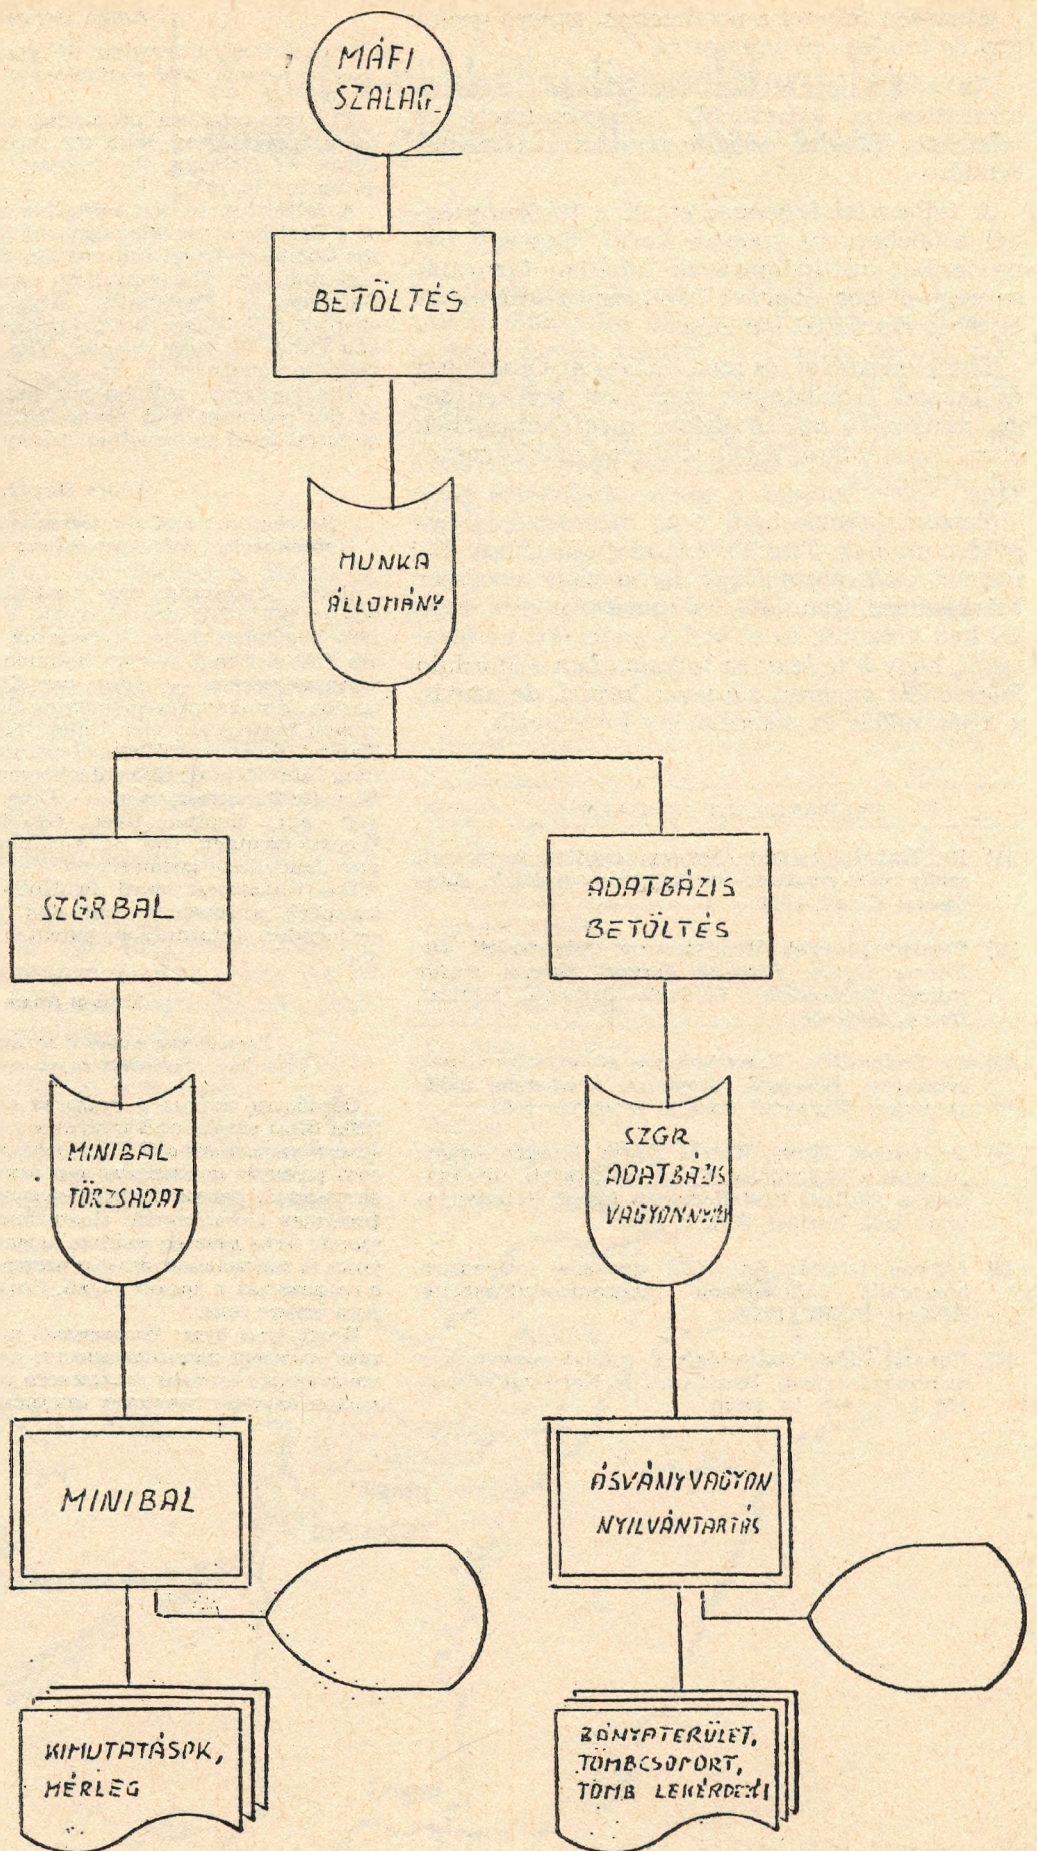 MÁFI
SZALAG
BETÖLTÉS
MUNKA
ÁLLOMÁNY
SZGRBAL
ADATBÁZIS
BETÖLTÉS
MINIBAL
TÖRZSADAT
SZGR
ADATBÁZIS
MINIBAL
ÁSVÁNYVAGYON
NYILVÁNTARTÁS
KIMUTATÁSOK,
MÉRLEG
BÁNYATERÜLET,
TÖMBCSOPORT,
TÖMB